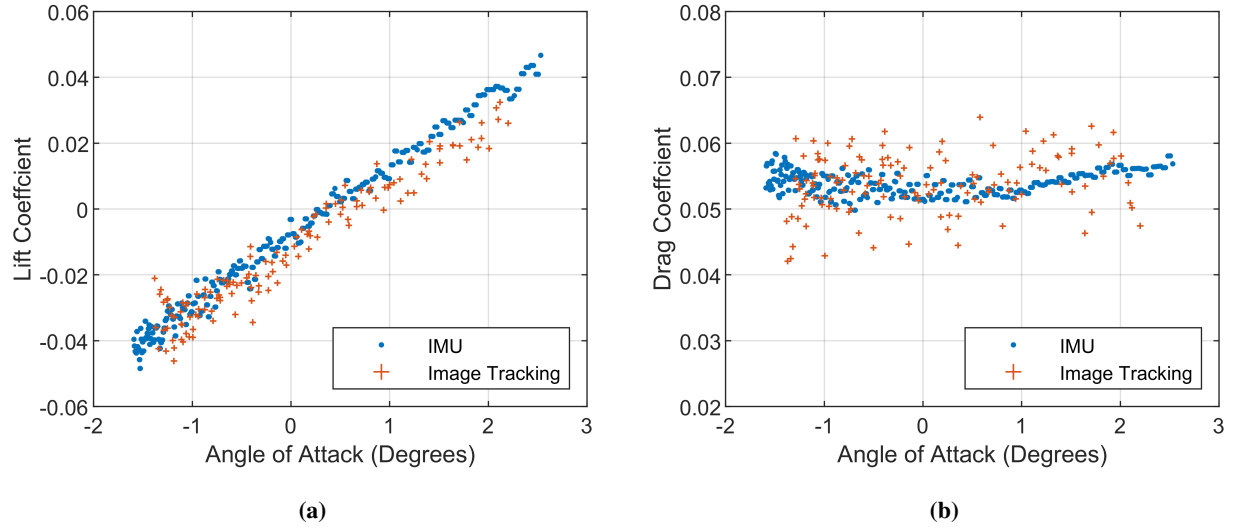 0.06
0.04
0.02
0
-0.02
-0.04
-0.06
Lift Coeffcient
-2
-1
0
1
2
3
Angle of Attack (Degrees)
IMU
Image Tracking
(a)
0.08
0.07
0.06
0.05
0.04
0.03
0.02
Drag Coeffcient
-2
-1
0
1
2
3
Angle of Attack (Degrees)
IMU
Image Tracking
(b)